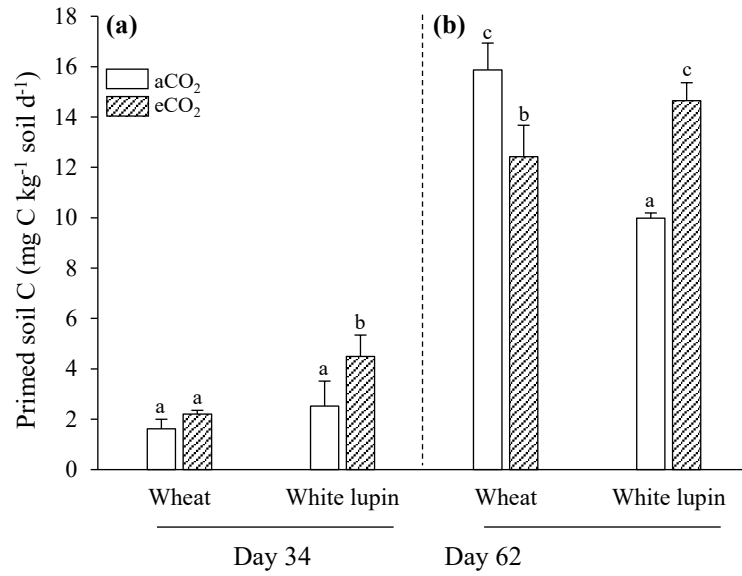 (a) (b)
aCO₂
eCO₂
Primed soil C (mg C kg⁻¹ soil d⁻¹)
18
16
14
12
10
8
6
4
2
0
a a a b
c b a c
Wheat White lupin Wheat White lupin
Day 34 Day 62